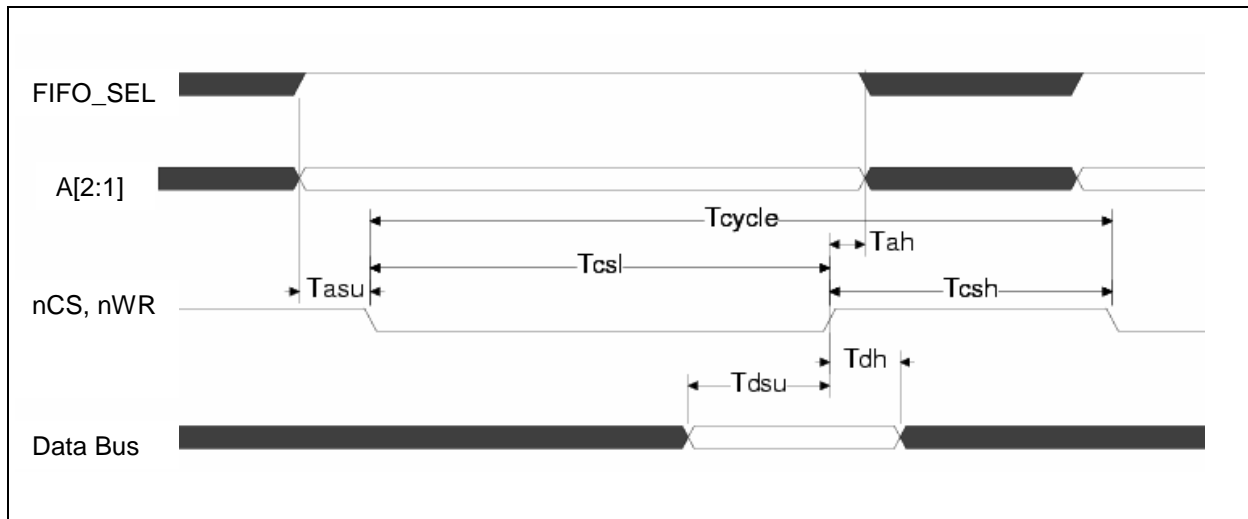 FIFO_SEL
A[2:1]
Tcycle
Tah
Tcsl
Tasu
Tcsh
nCS, nWR
Tdh
Tdsu
Data Bus